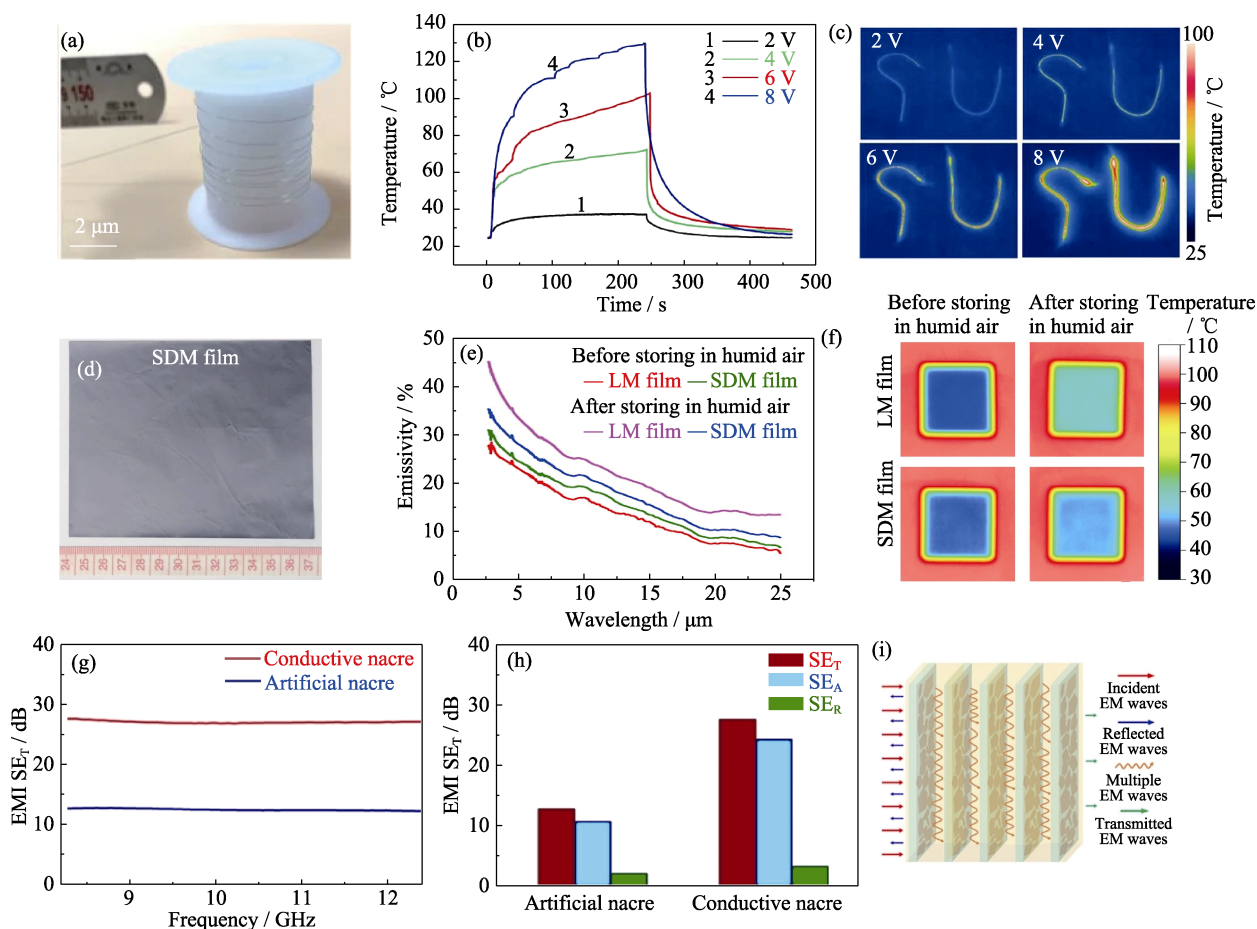 (a)
9 150
2 μm
(b)
Temperature / ℃
140
120
100
80
60
40
20
0
100
200
300
400
500
Time / s
1 2 V
2 4 V
3 6 V
4 8 V
4
3
2
1
(c)
2 V
4 V
6 V
8 V
100
Temperature / ℃
25
(d)
SDM film
24 25 26 27 28 29 30 31 32 33 34 35 36 37
(e)
Emissivity / %
50
40
30
20
10
0
0
5
10
15
20
25
Wavelength / μm
Before storing in humid air
LM film
SDM film
After storing in humid air
LM film
SDM film
(f)
Before storing
in humid air
After storing
in humid air
LM film
SDM film
Temperature
/ ℃
110
100
90
80
70
60
50
40
30
(g)
EMI SE_T / dB
40
30
20
10
0
9
10
11
12
Frequency / GHz
Conductive nacre
Artificial nacre
(h)
EMI SE_T / dB
40
30
20
10
0
SE_T
SE_A
SE_R
Artificial nacre
Conductive nacre
(i)
Incident
EM waves
Reflected
EM waves
Multiple
EM waves
Transmitted
EM waves